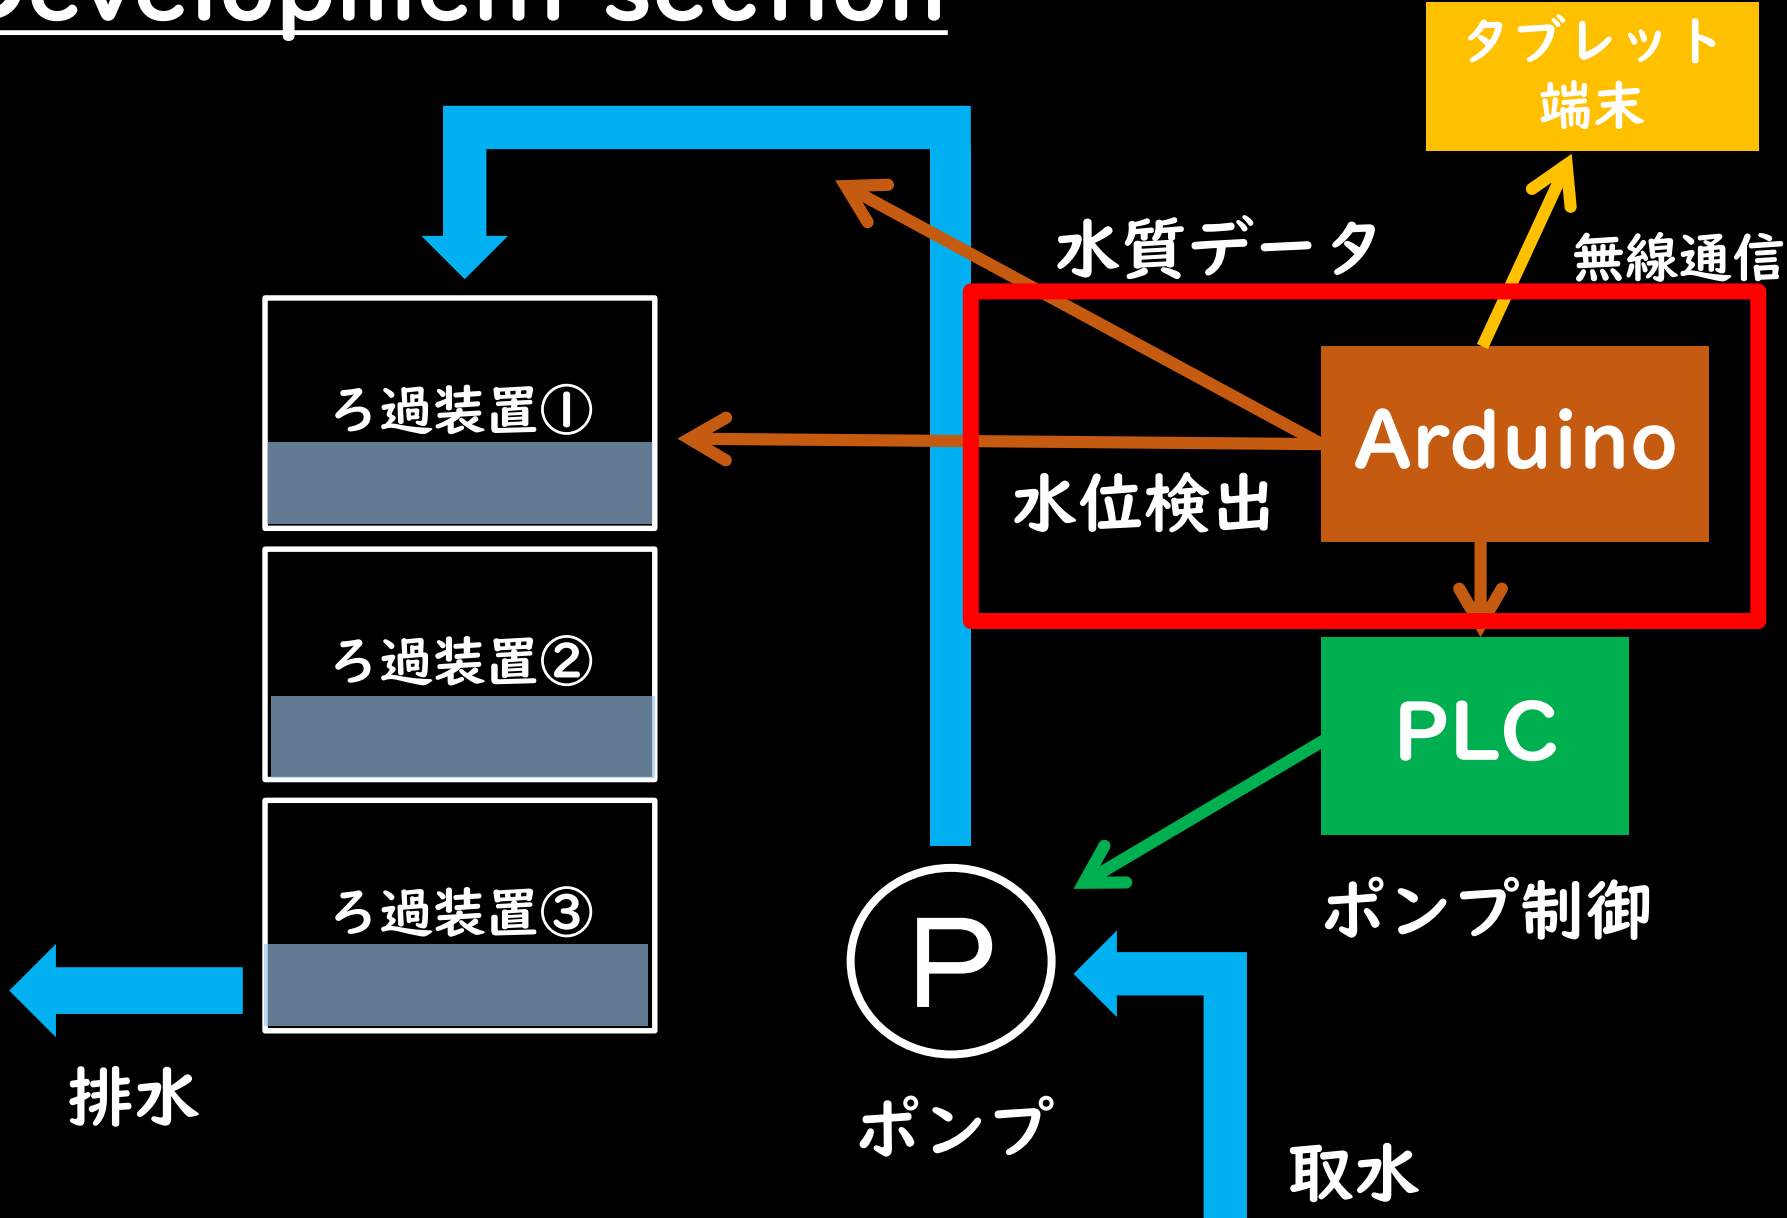 Development section
タブレット
端末
水質データ
無線通信
ろ過装置①
Arduino
水位検出
ろ過装置②
PLC
ポンプ制御
ろ過装置③
P
排水
ポンプ
取水